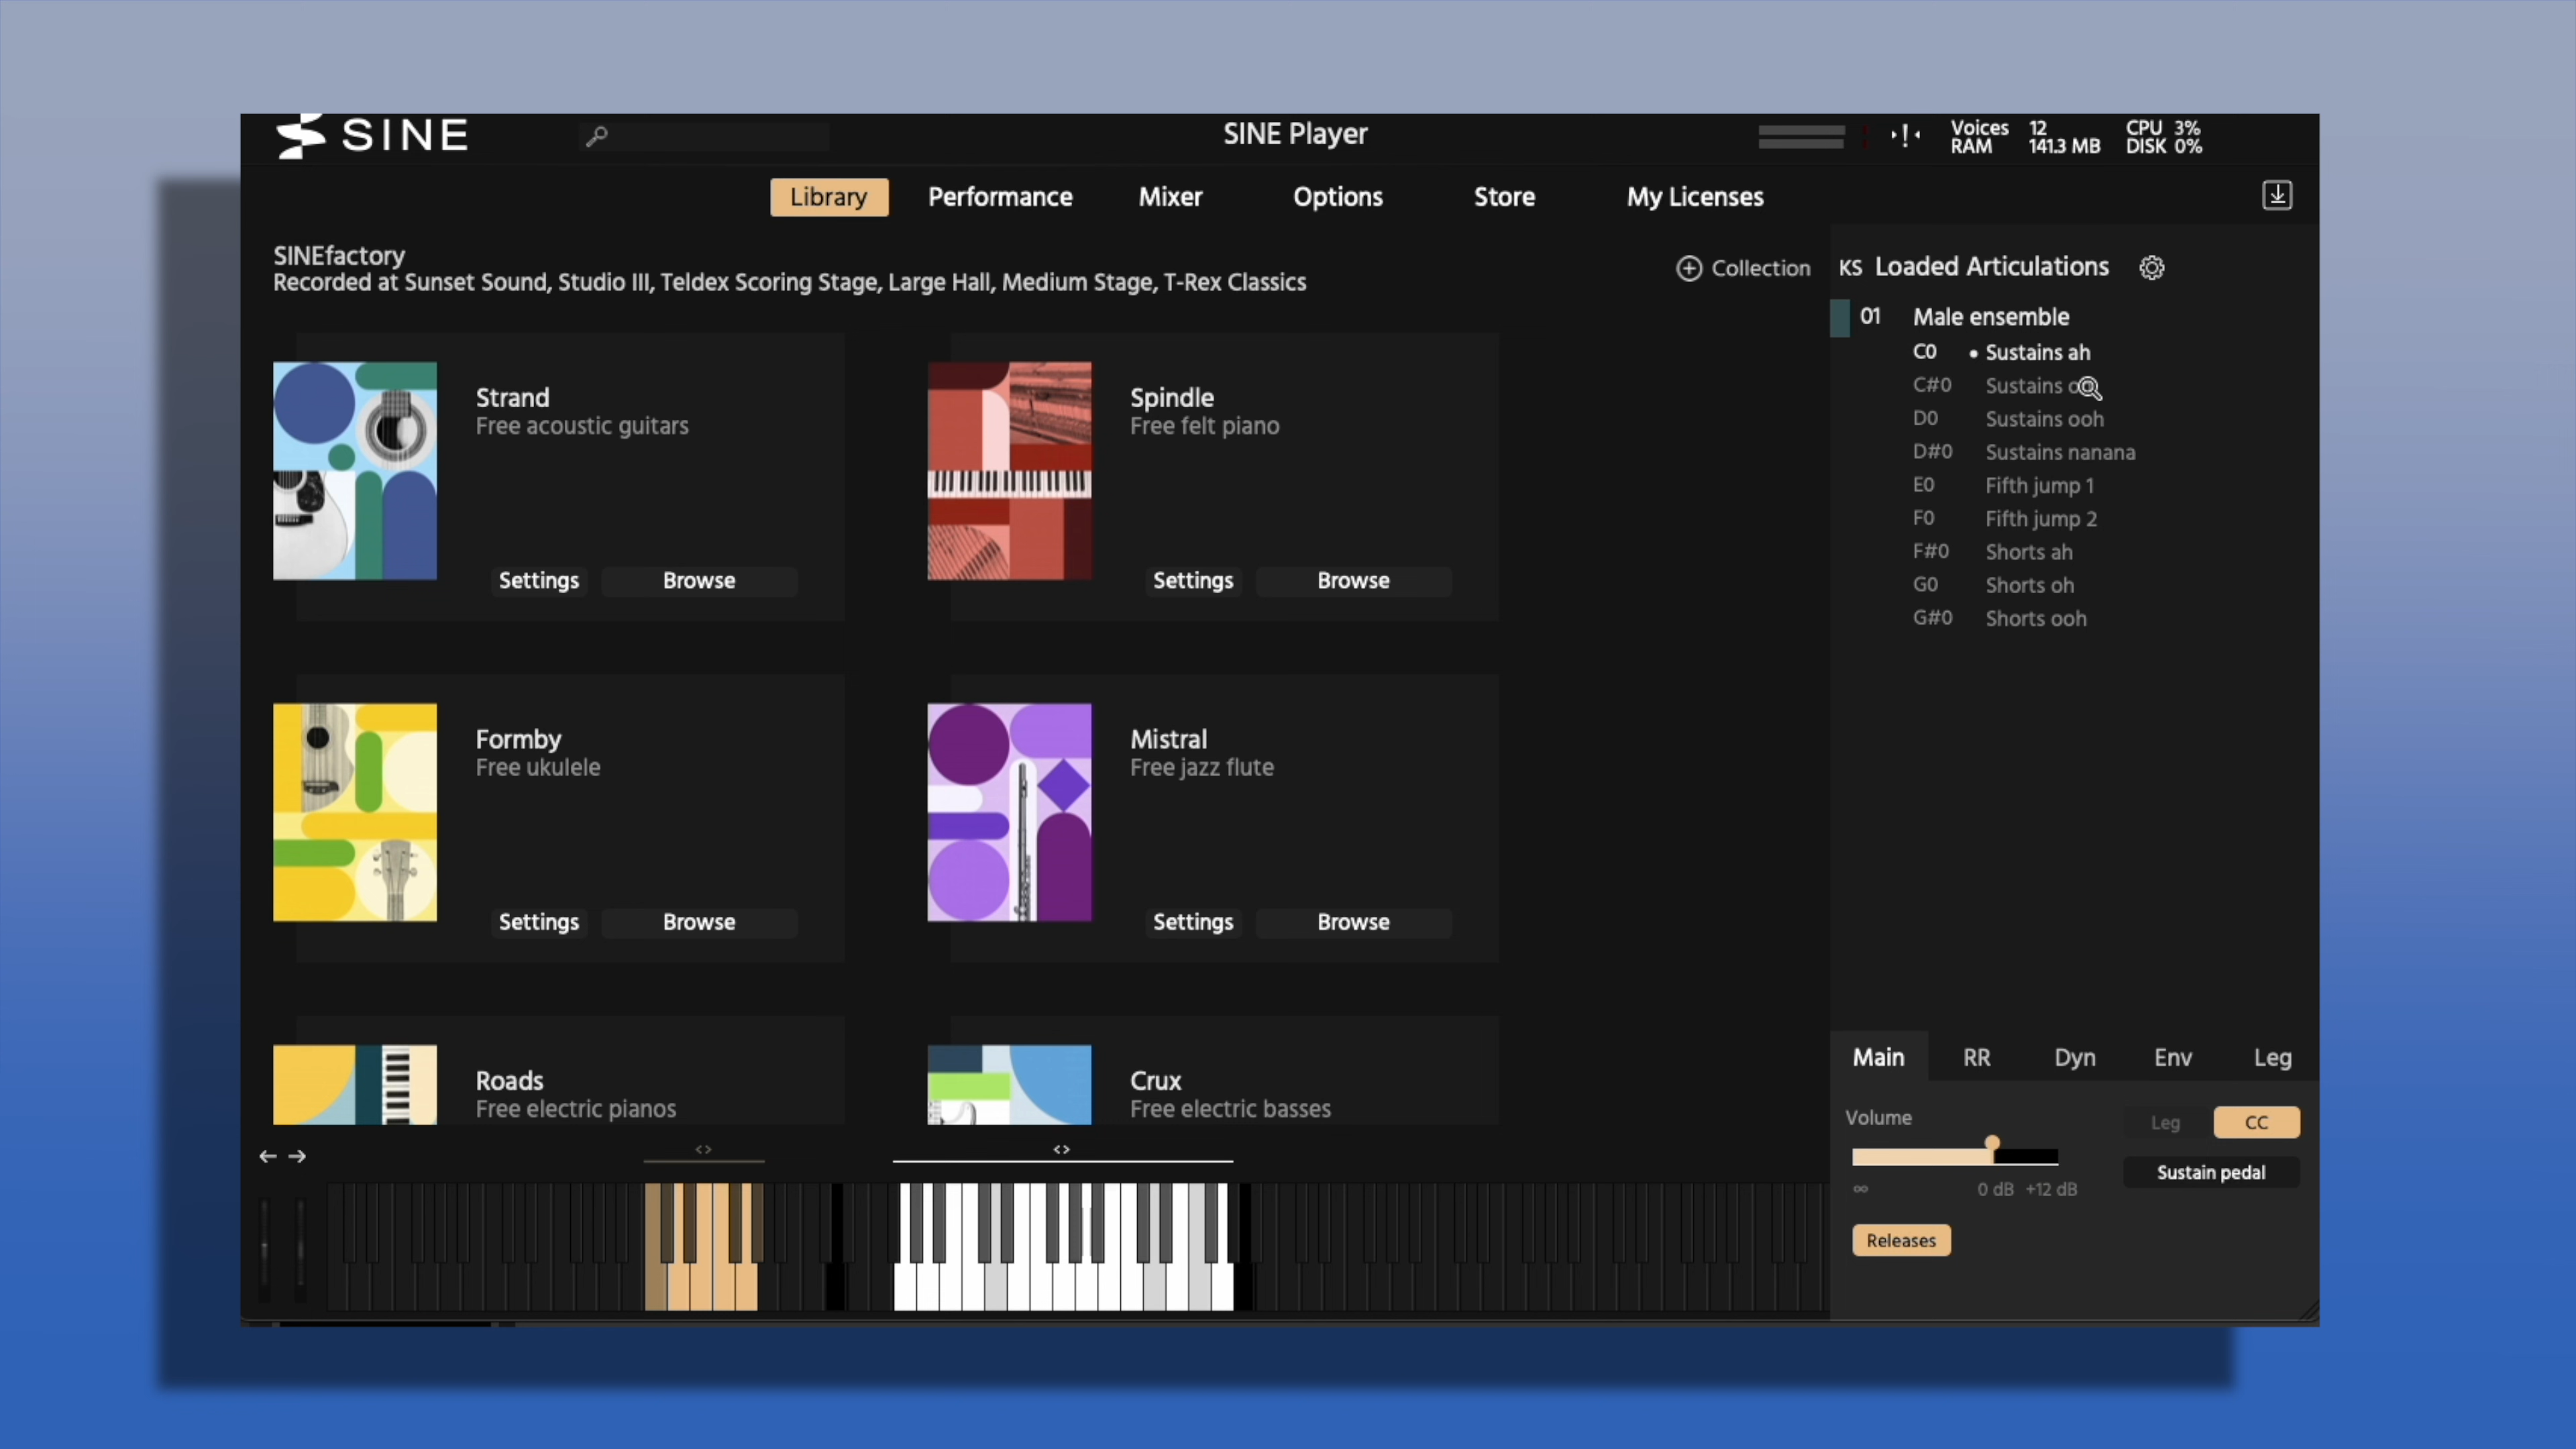 SINE
SINE Player
Voices 12
RAM 141.3 MB
CPU 3%
DISK 0%
Library Performance Mixer Options Store My Licenses
SINEfactory
Recorded at Sunset Sound, Studio III, Teldex Scoring Stage, Large Hall, Medium Stage, T-Rex Classics
Collection
Strand
Free acoustic guitars
Settings Browse
Spindle
Free felt piano
Settings Browse
Formby
Free ukulele
Settings Browse
Mistral
Free jazz flute
Settings Browse
Roads
Free electric pianos
Crux
Free electric basses
KS Loaded Articulations
01 Male ensemble
C0 • Sustains ah
C#0 Sustains
D0 Sustains ooh
D#0 Sustains nanana
E0 Fifth jump 1
F0 Fifth jump 2
F#0 Shorts ah
G0 Shorts oh
G#0 Shorts ooh
Main RR Dyn Env Leg
Volume
Leg CC
Sustain pedal
∞ 0 dB +12 dB
Releases